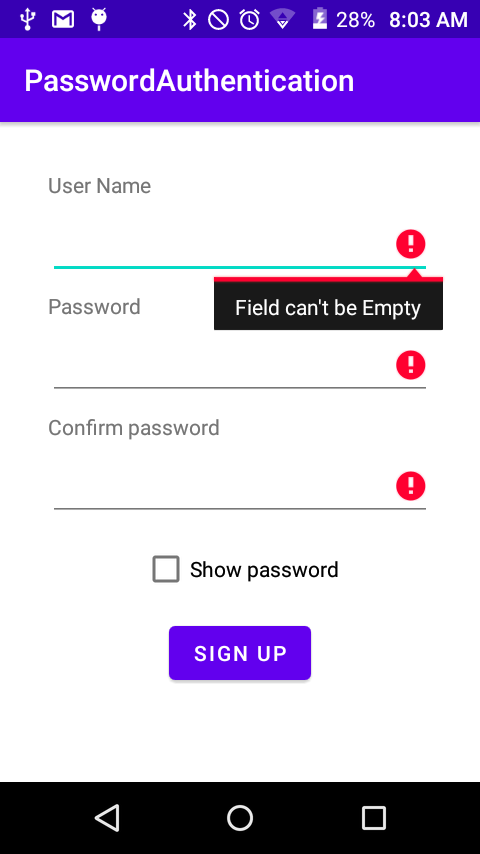 28% 8:03 AM
PasswordAuthentication
User Name
Password
Field can't be Empty
Confirm password
Show password
SIGN UP